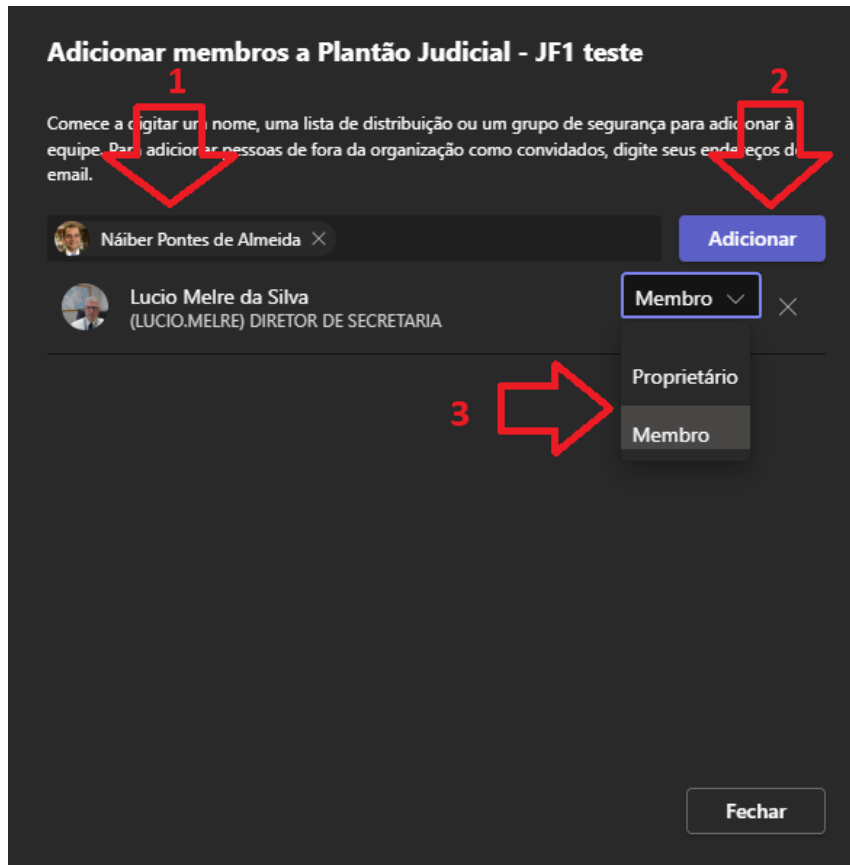 Adicionar membros a Plantão Judicial - JF1 teste
1
2
Comece a digitar um nome, uma lista de distribuição ou um grupo de segurança para adicionar à
equipe. Para adicionar pessoas de fora da organização como convidados, digite seus endereços de
email.
Náiber Pontes de Almeida
Adicionar
Lucio Melre da Silva
Membro
(LUCIO.MELRE) DIRETOR DE SECRETARIA
Proprietário
3
Membro
Fechar